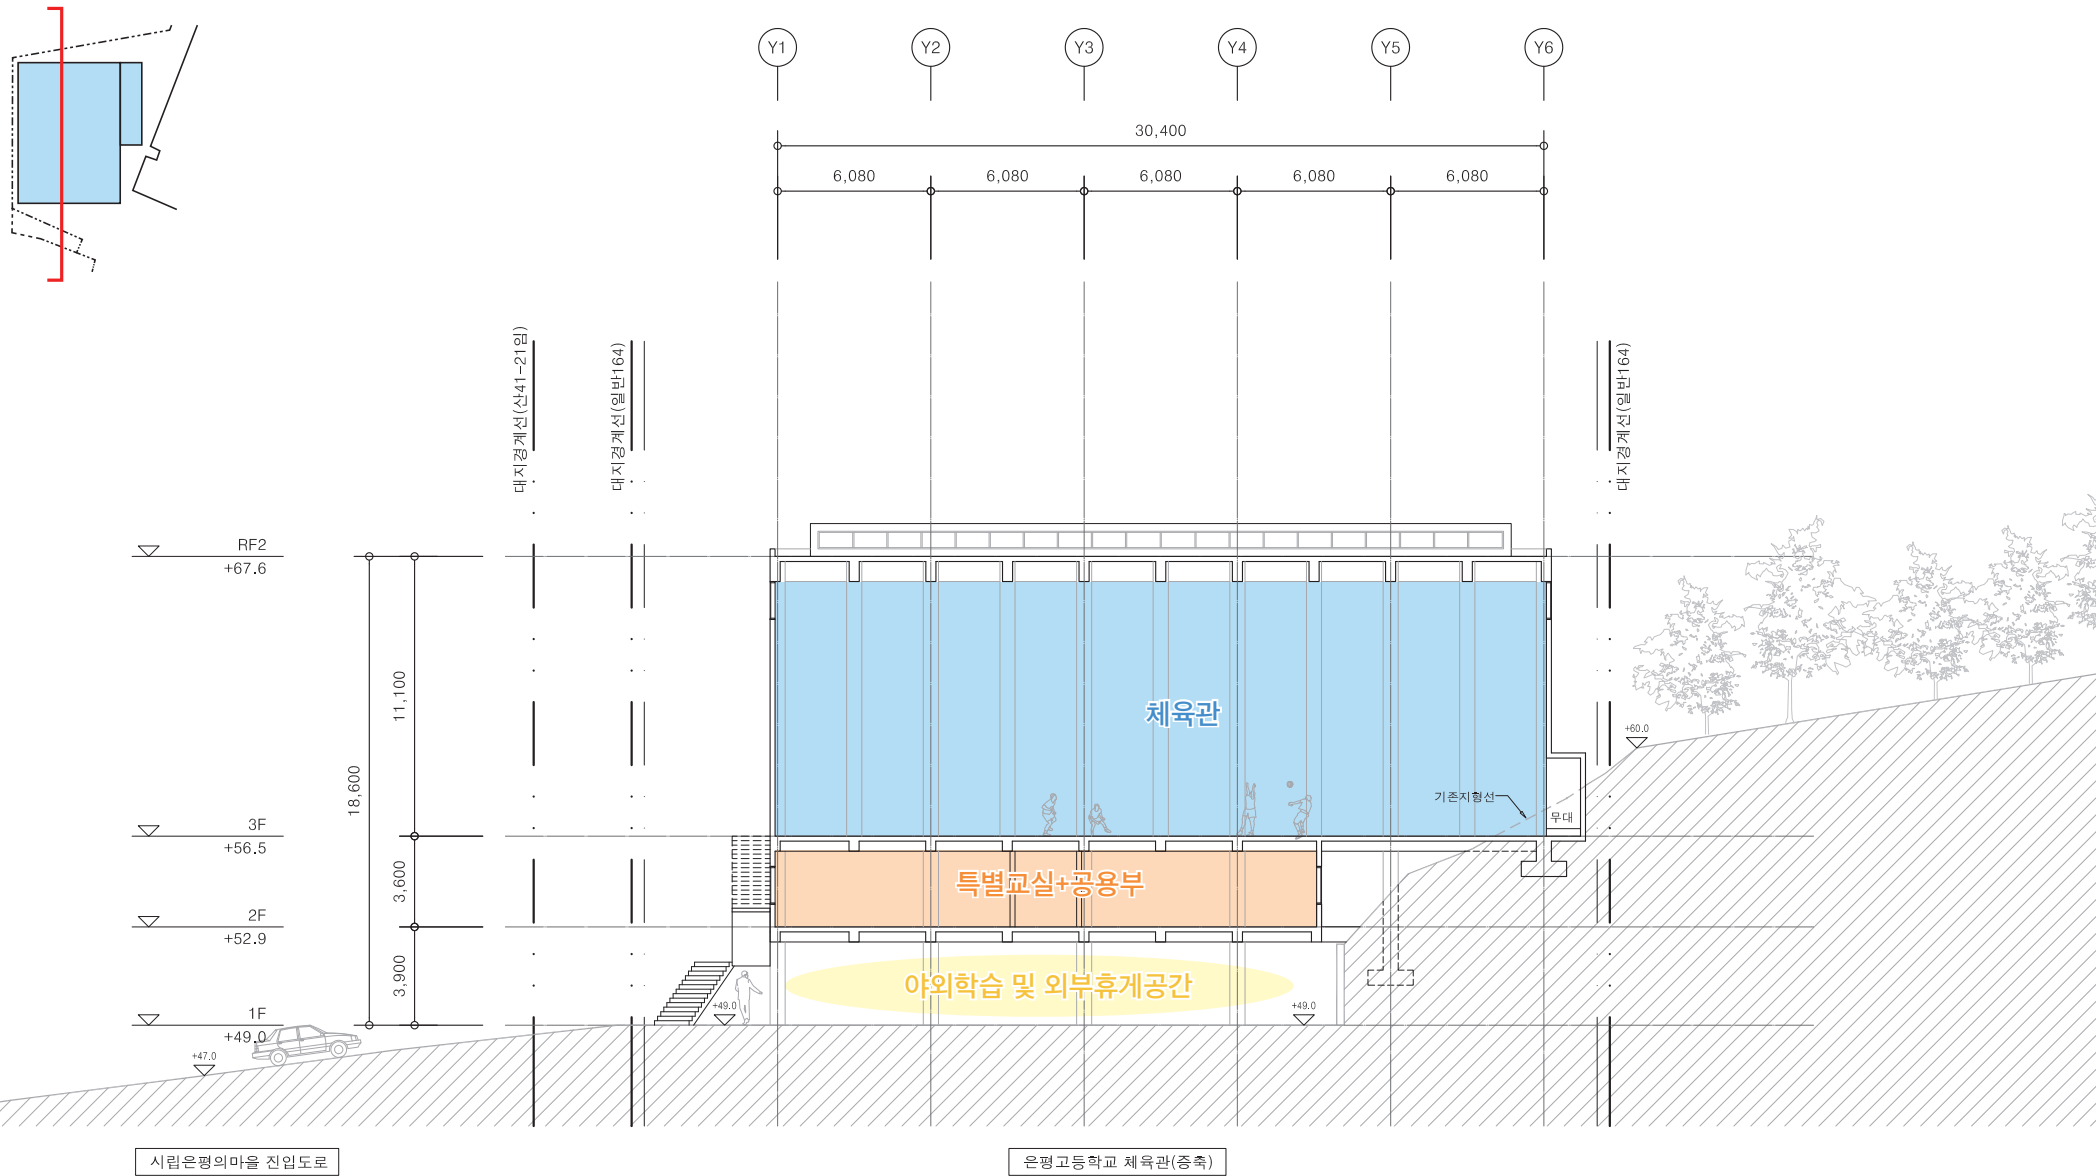 Y1
Y2
Y3
Y4
Y5
Y6
30,400
6,080
6,080
6,080
6,080
6,080
대지경계선(산41-21임)
대지경계선(일반164)
대지경계선(일반164)
RF2
+67.6
11,100
18,600
체육관
+60.0
기존지형선
무대
3F
+56.5
3,600
특별교실+공용부
2F
+52.9
3,900
야외학습 및 외부휴게공간
+49.0
+49.0
1F
+49.0
+47.0
시립은평의마을 진입도로
은평고등학교 체육관(증축)